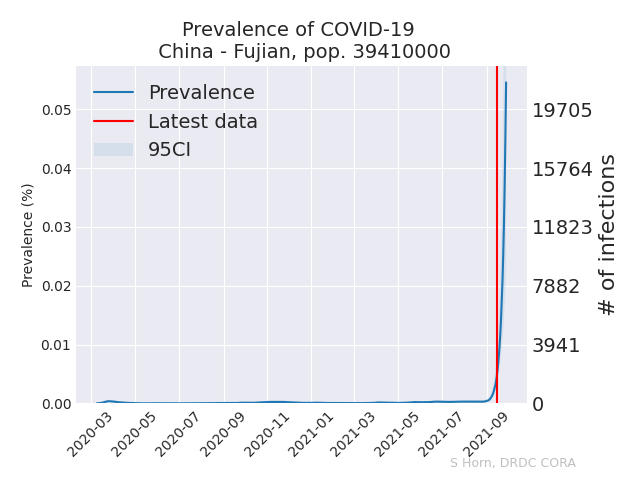 Prevalence of COVID-19
China - Fujian, pop. 39410000
Prevalence
Latest data
95CI
0.05
0.04
0.03
0.02
0.01
0.00
Prevalence (%)
19705
15764
11823
7882
3941
0
# of infections
2020-03
2020-05
2020-07
2020-09
2020-11
2021-01
2021-03
2021-05
2021-07
2021-09
S Horn, DRDC CORA